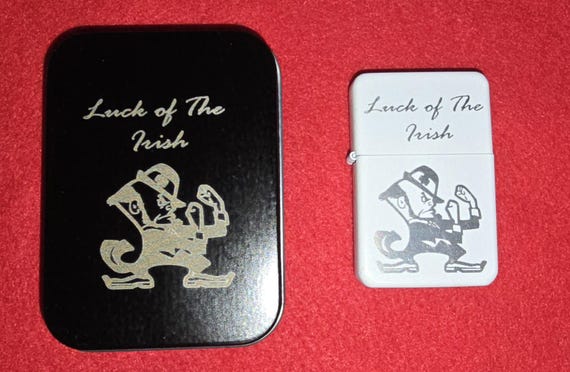 Luck of The
Irish
Luck of The
Irish